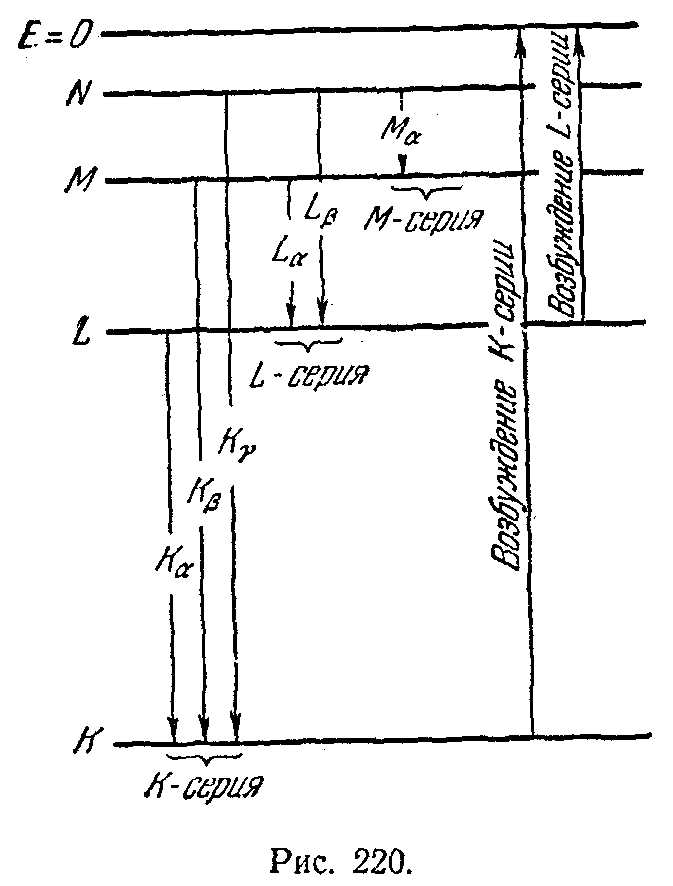 E = 0
N
M
L
K
Mα
M-серия
Lβ
Lα
L-серия
Kγ
Kβ
Kα
K-серия
Возбуждение K-серии
Возбуждение L-серии
Рис. 220.